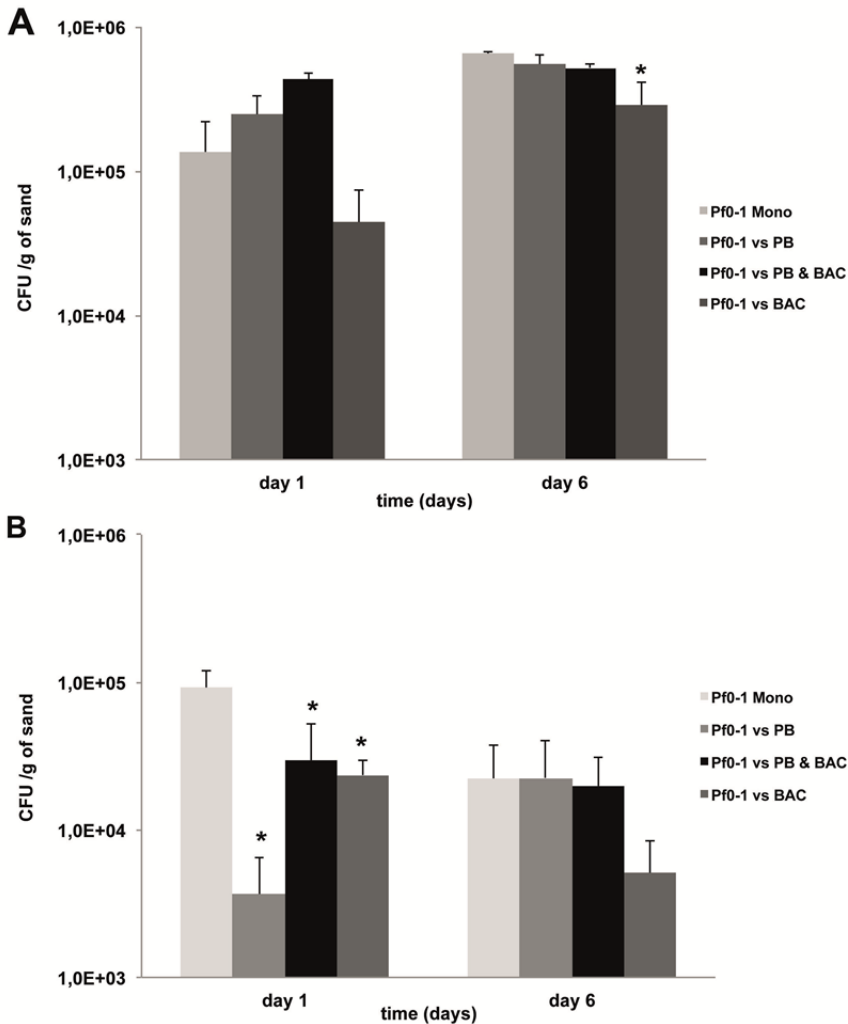 A
1,0E+06
1,0E+05
1,0E+04
1,0E+03
CFU /g of sand
*
day 1
day 6
time (days)
Pf0-1 Mono
Pf0-1 vs PB
Pf0-1 vs PB & BAC
Pf0-1 vs BAC
B
1,0E+06
1,0E+05
1,0E+04
1,0E+03
CFU /g of sand
*
*
*
day 1
day 6
time (days)
Pf0-1 Mono
Pf0-1 vs PB
Pf0-1 vs PB & BAC
Pf0-1 vs BAC